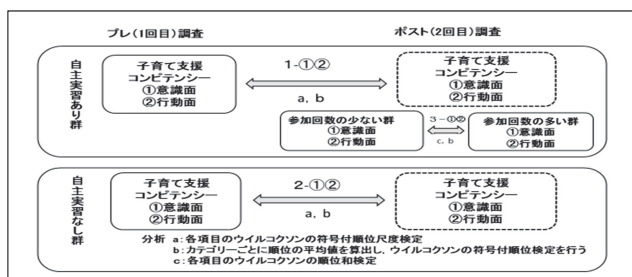 プレ(1回目)調査
ポスト(2回目)調査
自主実習あり群
子育て支援
コンピテンシー
①意識面
②行動面
1-①②
a, b
子育て支援
コンピテンシー
①意識面
②行動面
参加回数の少ない群
①意識面
②行動面
3-①②
c, b
参加回数の多い群
①意識面
②行動面
自主実習なし群
子育て支援
コンピテンシー
①意識面
②行動面
2-①②
a, b
子育て支援
コンピテンシー
①意識面
②行動面
分析 a:各項目のウイルコクソンの符号付順位尺度検定
b:カテゴリーごとに順位の平均値を算出し，ウイルコクソンの符号付順位検定を行う
c:各項目のウイルコクソンの順位和検定